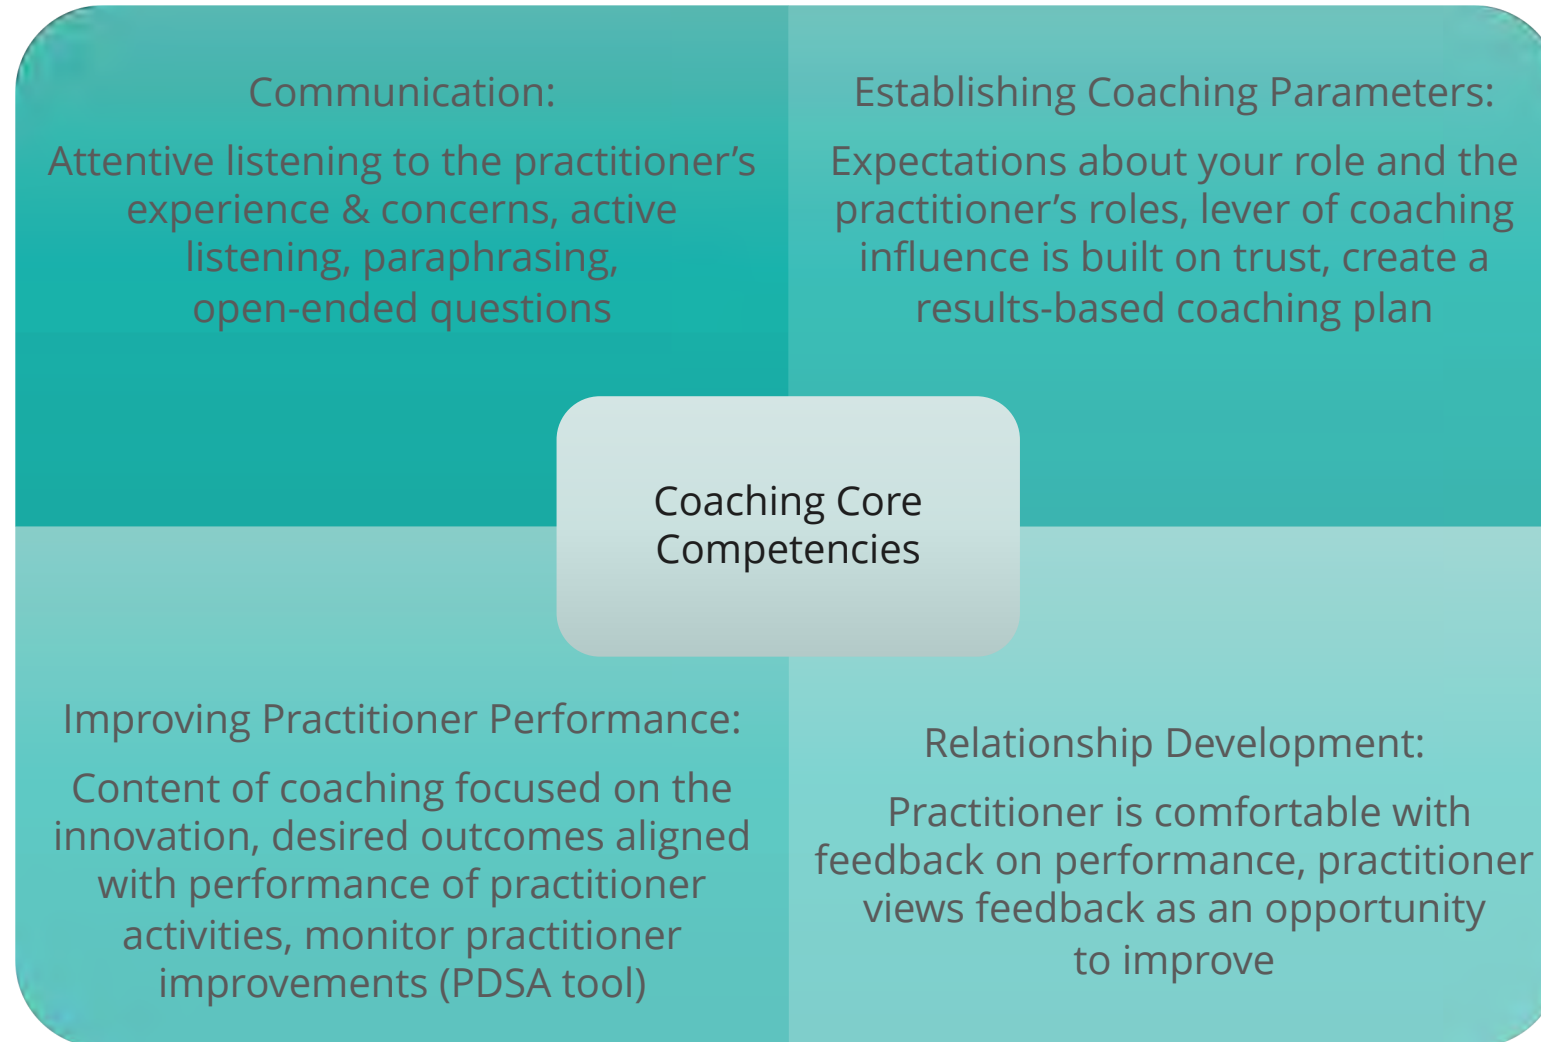 Communication:
Attentive listening to the practitioner’s
experience & concerns, active
listening, paraphrasing,
open-ended questions
Establishing Coaching Parameters:
Expectations about your role and the
practitioner’s roles, lever of coaching
influence is built on trust, create a
results-based coaching plan
Coaching Core
Competencies
Improving Practitioner Performance:
Content of coaching focused on the
innovation, desired outcomes aligned
with performance of practitioner
activities, monitor practitioner
improvements (PDSA tool)
Relationship Development:
Practitioner is comfortable with
feedback on performance, practitioner
views feedback as an opportunity
to improve